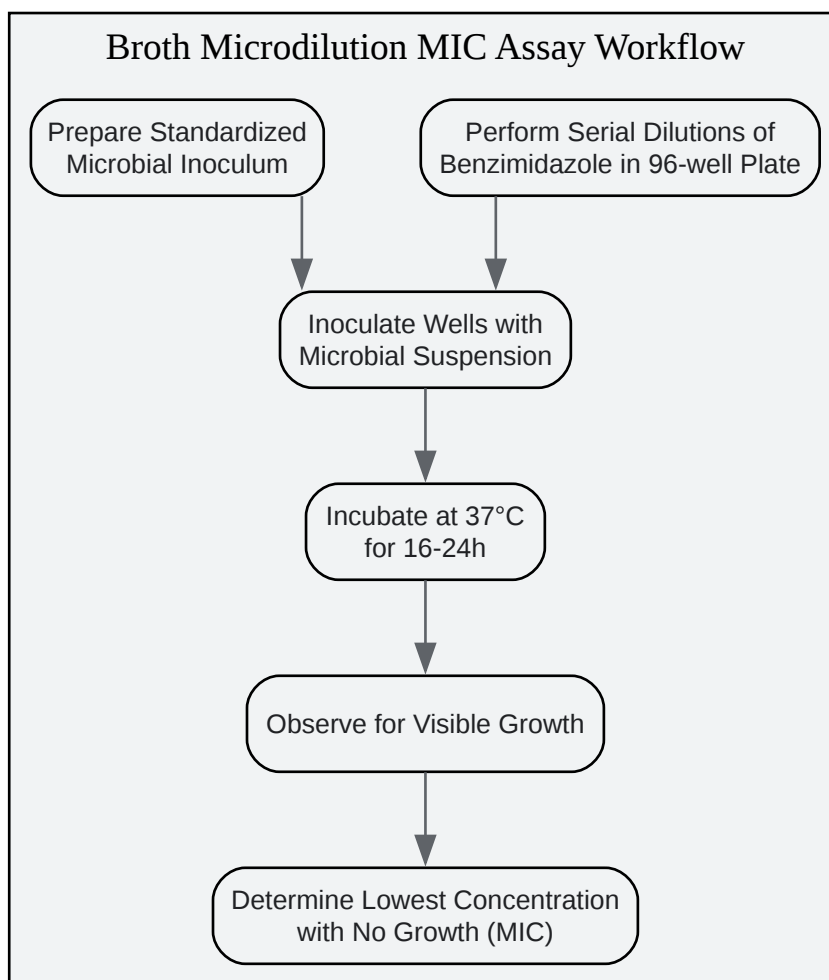 Broth Microdilution MIC Assay Workflow
Prepare Standardized
Microbial Inoculum
Perform Serial Dilutions of
Benzimidazole in 96-well Plate
Inoculate Wells with
Microbial Suspension
Incubate at 37°C
for 16-24h
Observe for Visible Growth
Determine Lowest Concentration
with No Growth (MIC)